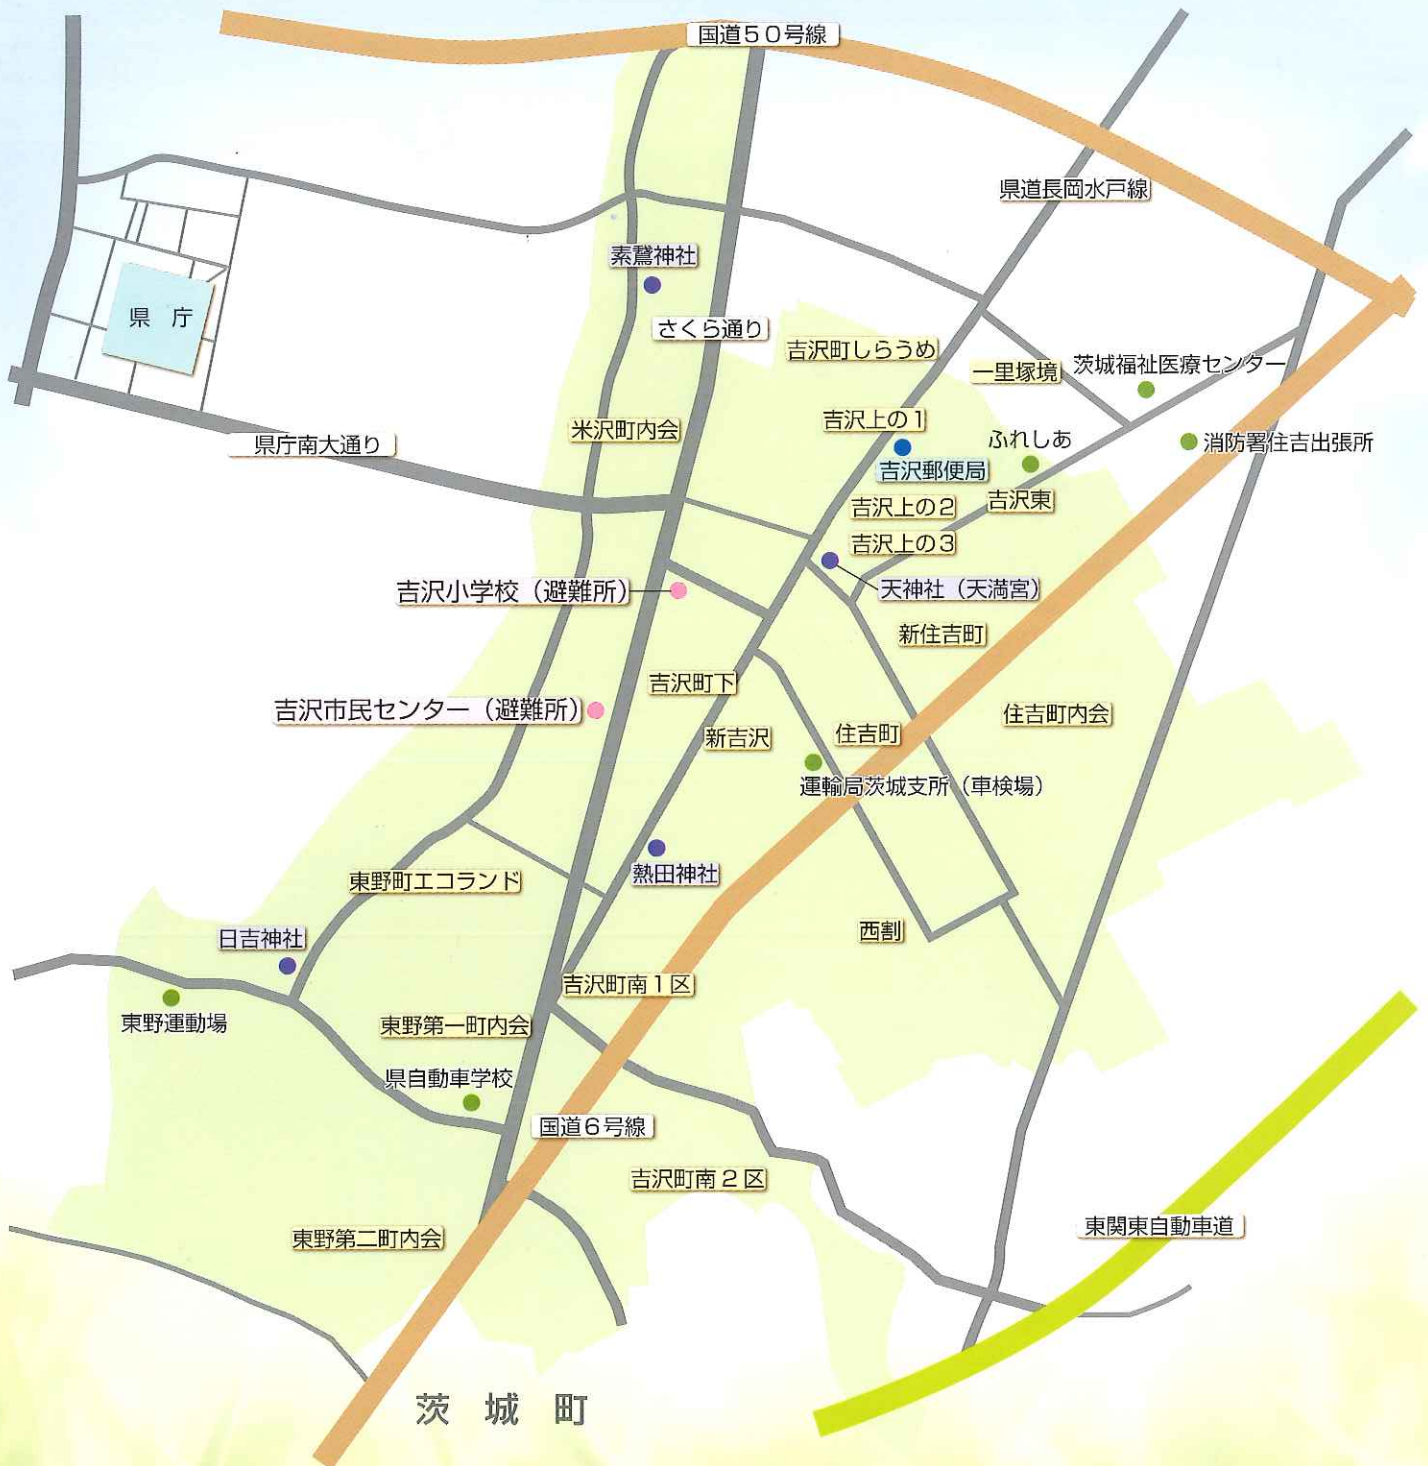 国道５０号線
県道長岡水戸線
素鵞神社
県 庁
さくら通り
吉沢町しらうめ
一里塚境
茨城福祉医療センター
吉沢上の１
米沢町内会
県庁南大通り
ふれしあ
消防署住吉出張所
吉沢郵便局
吉沢東
吉沢上の２
吉沢上の３
吉沢小学校（避難所）
天神社（天満宮）
新住吉町
吉沢町下
吉沢市民センター（避難所）
住吉町内会
新吉沢
住吉町
運輸局茨城支所（車検場）
熱田神社
東野町エコランド
西割
日吉神社
吉沢町南１区
東野運動場
東野第一町内会
県自動車学校
国道６号線
吉沢町南２区
東関東自動車道
東野第二町内会
茨 城 町